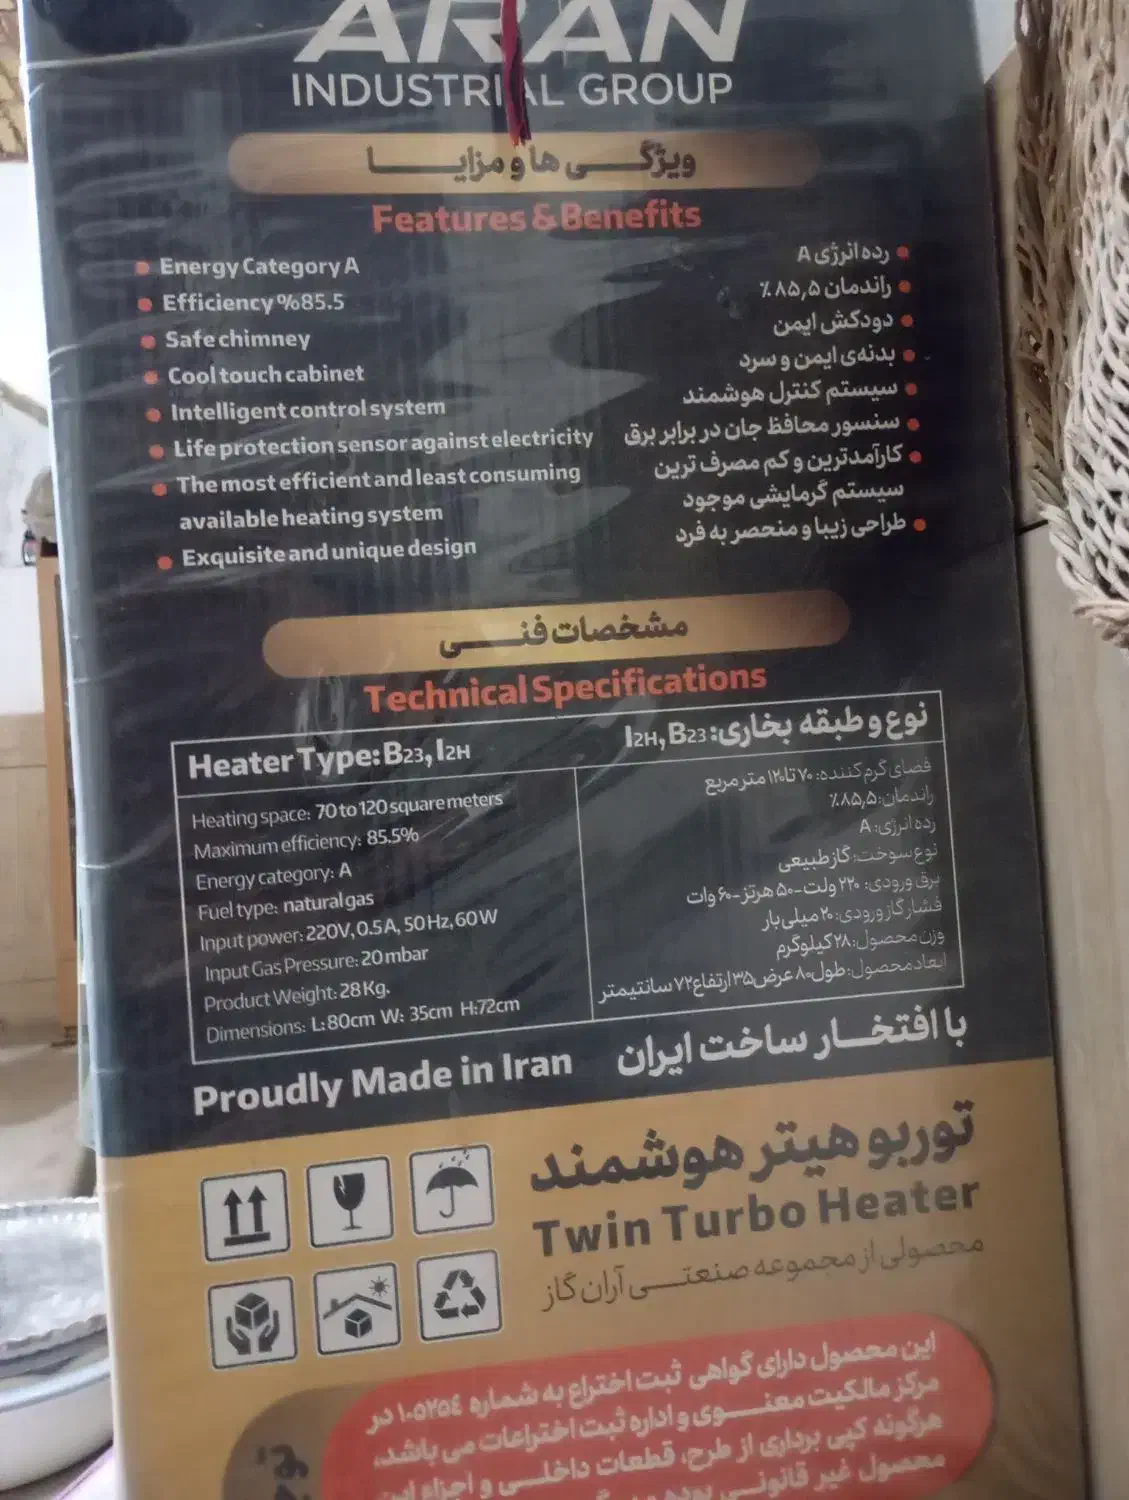 ARAN
INDUSTRIAL GROUP
ویژگی ها و مزایا
Features & Benefits
Energy Category A
Efficiency %85.5
Safe chimney
Cool touch cabinet
Intelligent control system
Life protection sensor against electricity
The most efficient and least consuming
available heating system
Exquisite and unique design
رده انرژی A
راندمان ۸۵,۵ ٪
دودکش ایمن
بدنه‌ی ایمن و سرد
سیستم کنترل هوشمند
سنسور محافظ جان در برابر برق
کارآمدترین و کم مصرف ترین
سیستم گرمایشی موجود
طراحی زیبا و منحصر به فرد
مشخصات فنی
Technical Specifications
Heater Type: B23, I2H
نوع و طبقه بخاری: I2H, B23
Heating space: 70 to 120 square meters
Maximum efficiency: 85.5%
Energy category: A
Fuel type: natural gas
Input power: 220V, 0.5 A, 50 Hz, 60 W
Input Gas Pressure: 20 mbar
Product Weight: 28 Kg.
Dimensions: L: 80cm W: 35cm H:72cm
فضای گرم کننده: ۷۰ تا ۱۲۰ متر مربع
راندمان: ۸۵,۵٪
رده انرژی: A
نوع سوخت: گاز طبیعی
برق ورودی: ۲۲۰ ولت-۵۰ هرتز-۶۰ وات
فشار گاز ورودی: ۲۰ میلی بار
وزن محصول: ۲۸ کیلوگرم
ابعاد محصول: طول ۸۰ عرض ۳۵ ارتفاع ۷۲ سانتیمتر
Proudly Made in Iran
با افتخار ساخت ایران
توربو هیتر هوشمند
Twin Turbo Heater
محصولی از مجموعه صنعتی آران گاز
این محصول دارای گواهی ثبت اختراع به شماره ۱۰۵۲۵۴ در
مرکز مالکیت معنوی و اداره ثبت اختراعات می باشد،
هرگونه کپی برداری از طرح، قطعات داخلی و اجزاء این
محصول غیر قانونی بوده و